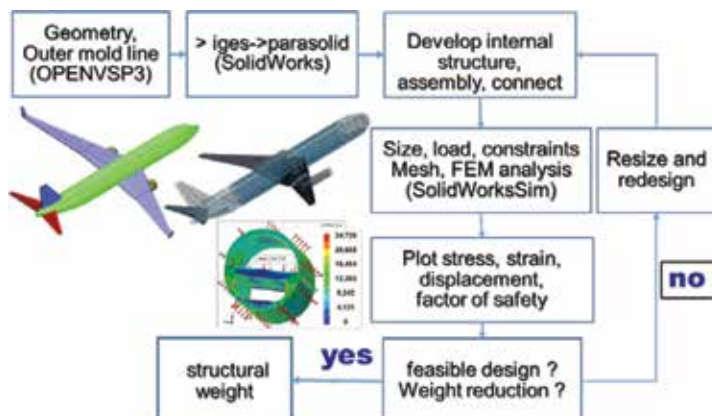 Geometry,
Outer mold line
(OPENVSP3)
> iges->parasolid
(SolidWorks)
Develop internal
structure,
assembly, connect
Size, load, constraints
Mesh, FEM analysis
(SolidWorksSim)
Resize and
redesign
Plot stress, strain,
displacement,
factor of safety
no
yes
structural
weight
feasible design ?
Weight reduction ?